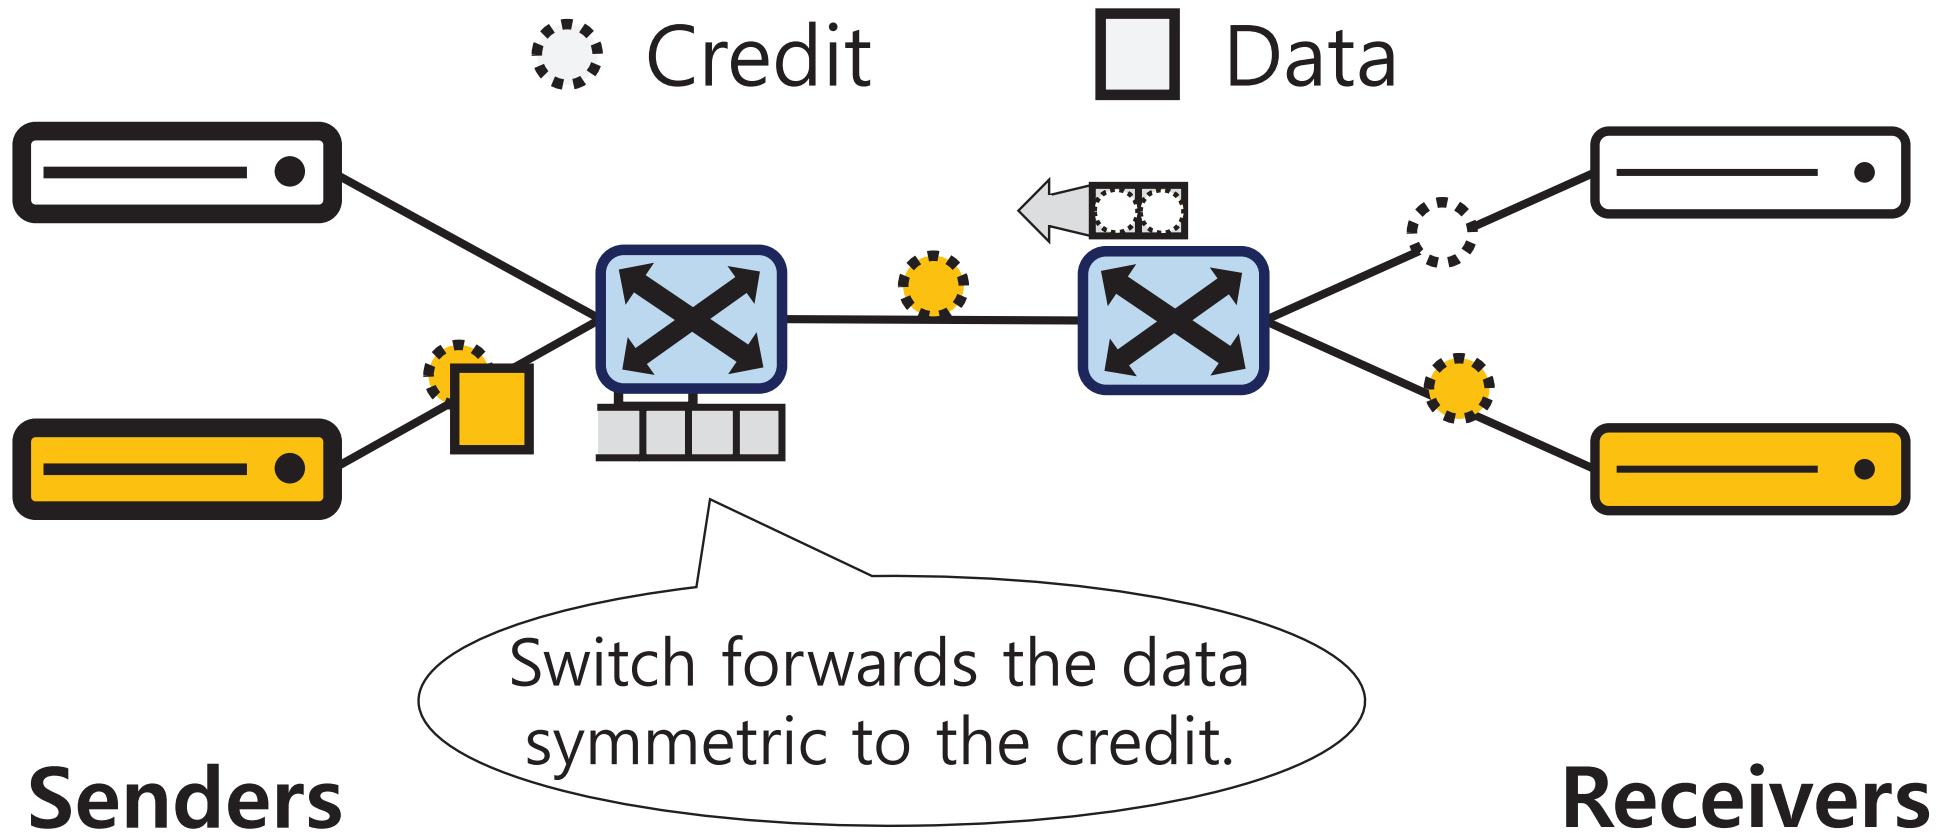 Credit
Data
Switch forwards the data
symmetric to the credit.
Senders
Receivers